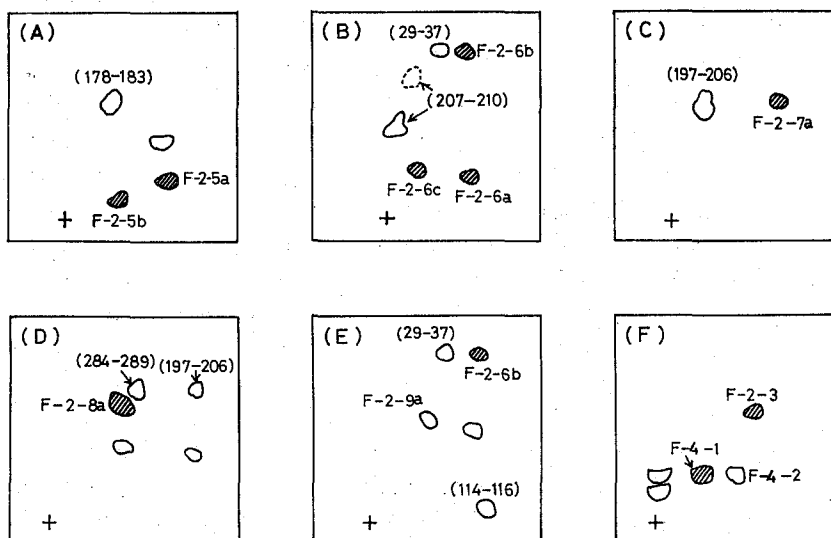 (A)
(178-183)
F-2-5a
F-2-5b
+
(B)
(29-37)
F-2-6b
(207-210)
F-2-6c
F-2-6a
+
(C)
(197-206)
F-2-7a
+
(D)
(284-289)
(197-206)
F-2-8a
+
(E)
(29-37)
F-2-6b
F-2-9a
(114-116)
+
(F)
F-2-3
F-4-1
F-4-2
+